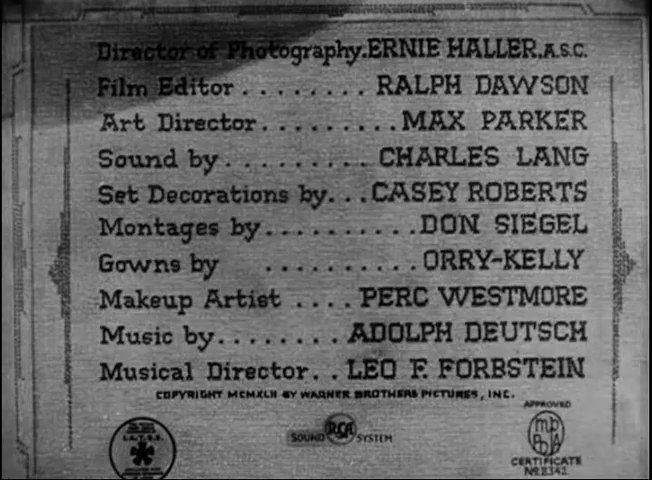 Director of Photography.ERNIE HALLER,A.S.C.
Film Editor ........ RALPH DAWSON
Art Director.........MAX PARKER
Sound by.......... CHARLES LANG
Set Decorations by...CASEY ROBERTS
Montages by..........DON SIEGEL
Gowns by ..........ORRY-KELLY
Makeup Artist .... PERC WESTMORE
Music by........ ADOLPH DEUTSCH
Musical Director.. LEO F. FORBSTEIN
COPYRIGHT MCMXLII BY WARNER BROTHERS PICTURES, INC.
APPROVED
SOUND RCA SYSTEM
I.A.T.S.E.
CERTIFICATE
No. 8342